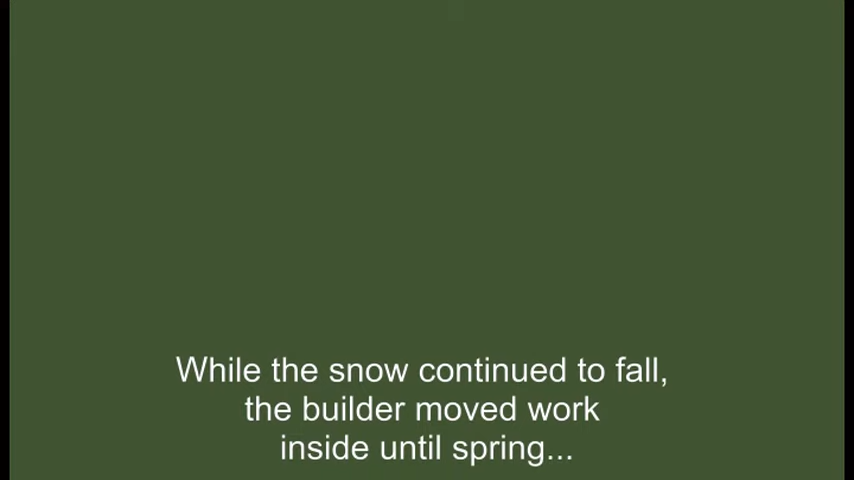 While the snow continued to fall,
the builder moved work
inside until spring...